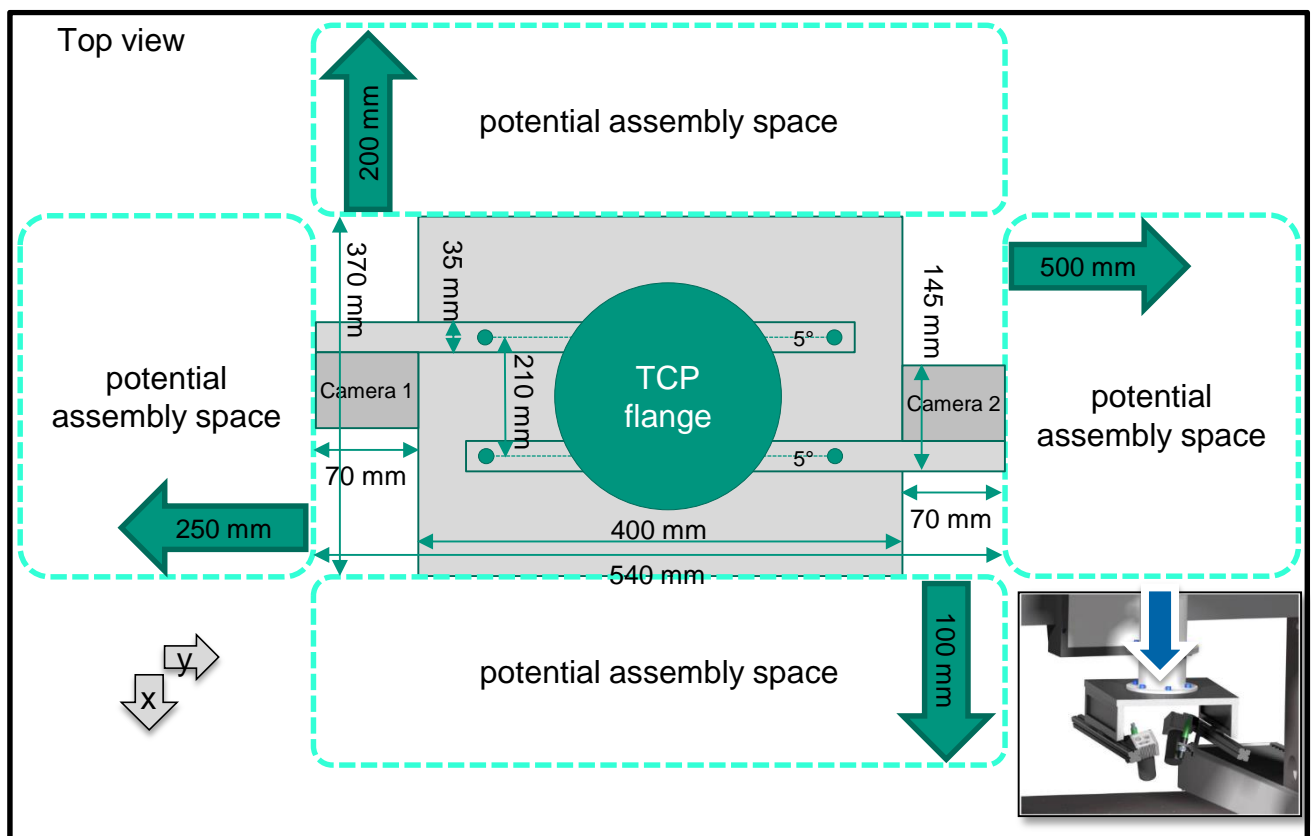 Top view
200 mm
potential assembly space
370 mm
35 mm
145 mm
500 mm
5°
210 mm
TCP
flange
Camera 1
Camera 2
potential
assembly space
potential
assembly space
5°
70 mm
70 mm
250 mm
400 mm
540 mm
100 mm
y
x
potential assembly space